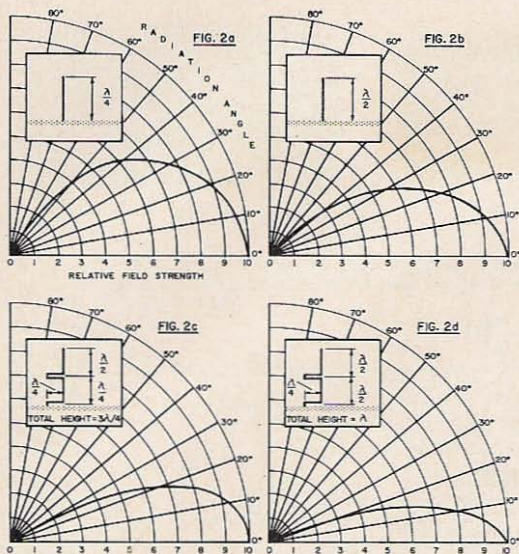 FIG. 2a
80°
70°
60°
50°
40°
30°
20°
10°
0°
RADIATION ANGLE
λ/4
0 1 2 3 4 5 6 7 8 9 10
RELATIVE FIELD STRENGTH
FIG. 2b
80°
70°
60°
50°
40°
30°
20°
10°
0°
λ/2
0 1 2 3 4 5 6 7 8 9 10
FIG. 2c
80°
70°
60°
50°
40°
30°
20°
10°
0°
λ/2
λ/4
λ/4
TOTAL HEIGHT = 3λ/4
0 1 2 3 4 5 6 7 8 9 10
FIG. 2d
80°
70°
60°
50°
40°
30°
20°
10°
0°
λ/2
λ/4
λ/2
TOTAL HEIGHT = λ
0 1 2 3 4 5 6 7 8 9 10